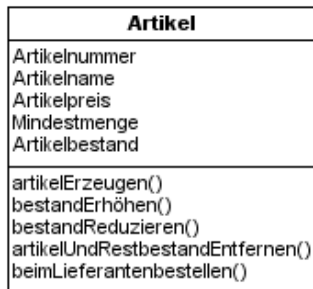 Artikel
Artikelnummer
Artikelname
Artikelpreis
Mindestmenge
Artikelbestand
artikelErzeugen()
bestandErhöhen()
bestandReduzieren()
artikelUndRestbestandEntfernen()
beimLieferantenbestellen()